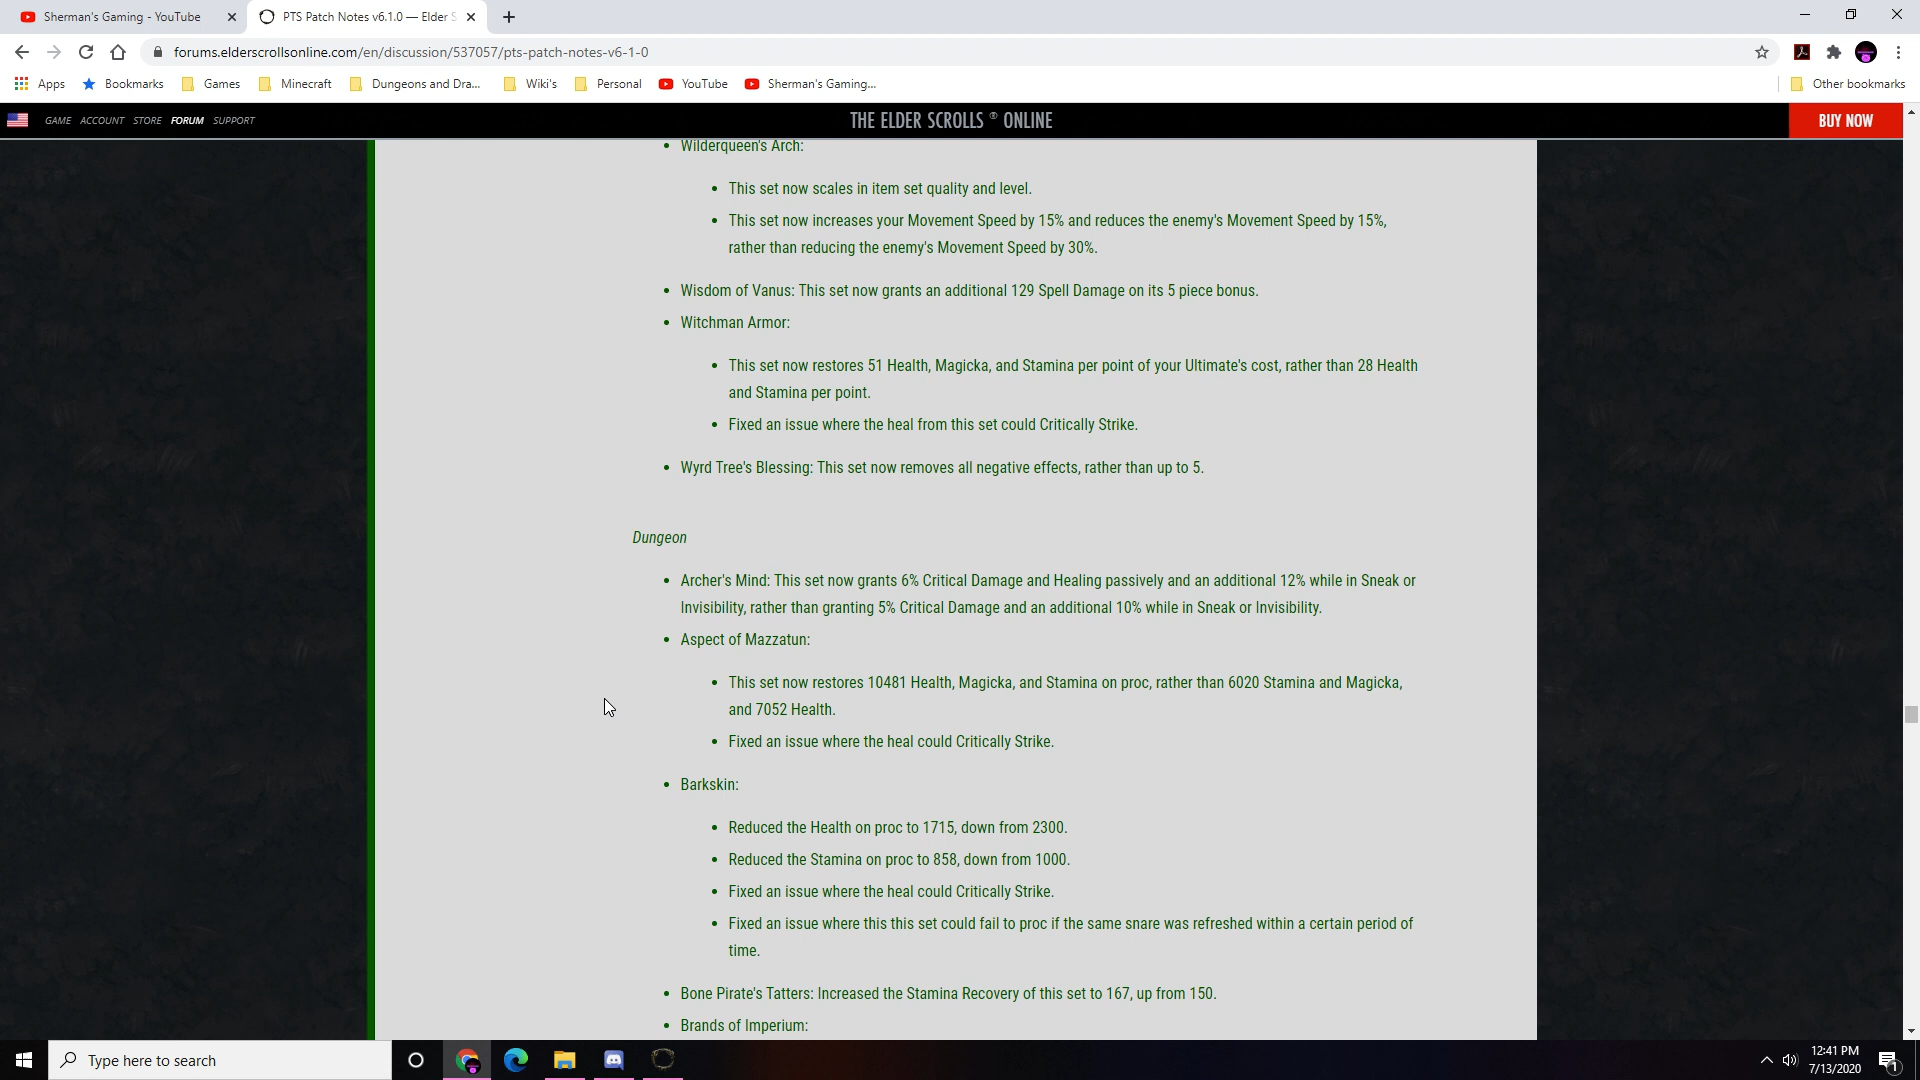 Sherman's Gaming - YouTube
PTS Patch Notes v6.1.0 — Elder S
forums.elderscrollsonline.com/en/discussion/537057/pts-patch-notes-v6-1-0
Apps Bookmarks Games Minecraft Dungeons and Dra... Wiki's Personal YouTube Sherman's Gaming... Other bookmarks
GAME ACCOUNT STORE FORUM SUPPORT THE ELDER SCROLLS ® ONLINE BUY NOW
• Wilderqueen's Arch:
• This set now scales in item set quality and level.
• This set now increases your Movement Speed by 15% and reduces the enemy's Movement Speed by 15%,
rather than reducing the enemy's Movement Speed by 30%.
• Wisdom of Vanus: This set now grants an additional 129 Spell Damage on its 5 piece bonus.
• Witchman Armor:
• This set now restores 51 Health, Magicka, and Stamina per point of your Ultimate's cost, rather than 28 Health
and Stamina per point.
• Fixed an issue where the heal from this set could Critically Strike.
• Wyrd Tree's Blessing: This set now removes all negative effects, rather than up to 5.
Dungeon
• Archer's Mind: This set now grants 6% Critical Damage and Healing passively and an additional 12% while in Sneak or
Invisibility, rather than granting 5% Critical Damage and an additional 10% while in Sneak or Invisibility.
• Aspect of Mazzatun:
• This set now restores 10481 Health, Magicka, and Stamina on proc, rather than 6020 Stamina and Magicka,
and 7052 Health.
• Fixed an issue where the heal could Critically Strike.
• Barkskin:
• Reduced the Health on proc to 1715, down from 2300.
• Reduced the Stamina on proc to 858, down from 1000.
• Fixed an issue where the heal could Critically Strike.
• Fixed an issue where this this set could fail to proc if the same snare was refreshed within a certain period of
time.
• Bone Pirate's Tatters: Increased the Stamina Recovery of this set to 167, up from 150.
• Brands of Imperium:
Type here to search
12:41 PM
7/13/2020
1